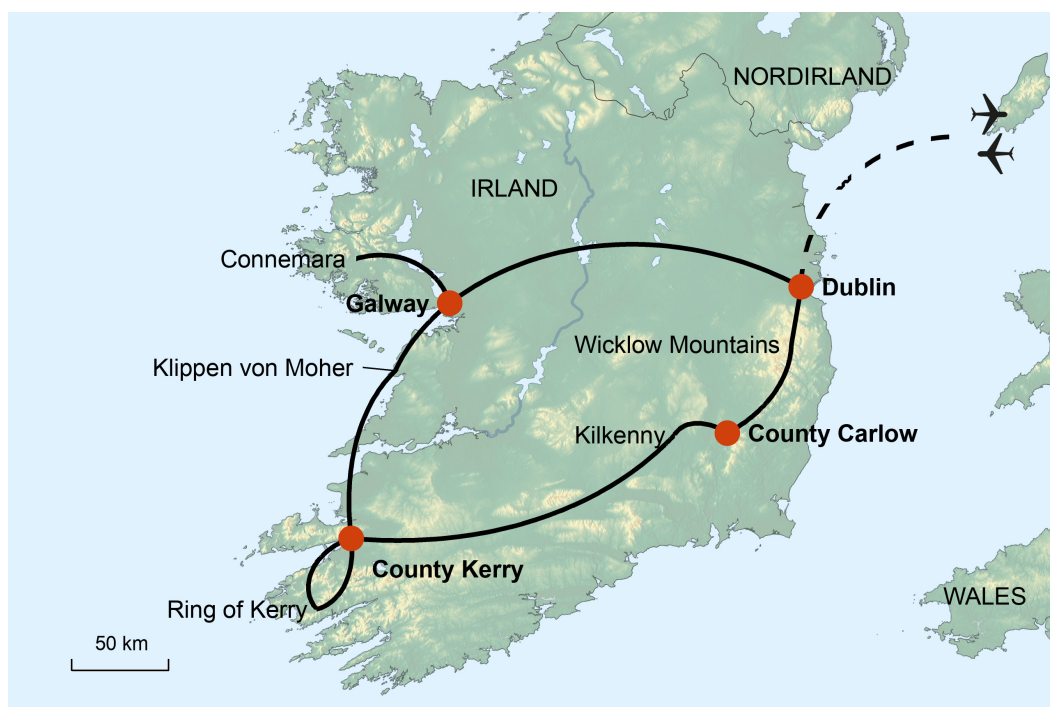 NORDIRLAND
IRLAND
Connemara
Galway
Dublin
Wicklow Mountains
Klippen von Moher
Kilkenny
County Carlow
County Kerry
Ring of Kerry
WALES
50 km